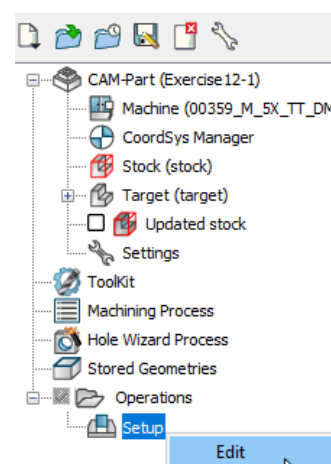 CAM-Part (Exercise12-1)
Machine (00359_M_5X_TT_DM
CoordSys Manager
Stock (stock)
Target (target)
Updated stock
Settings
ToolKit
Machining Process
Hole Wizard Process
Stored Geometries
Operations
Setup
Edit